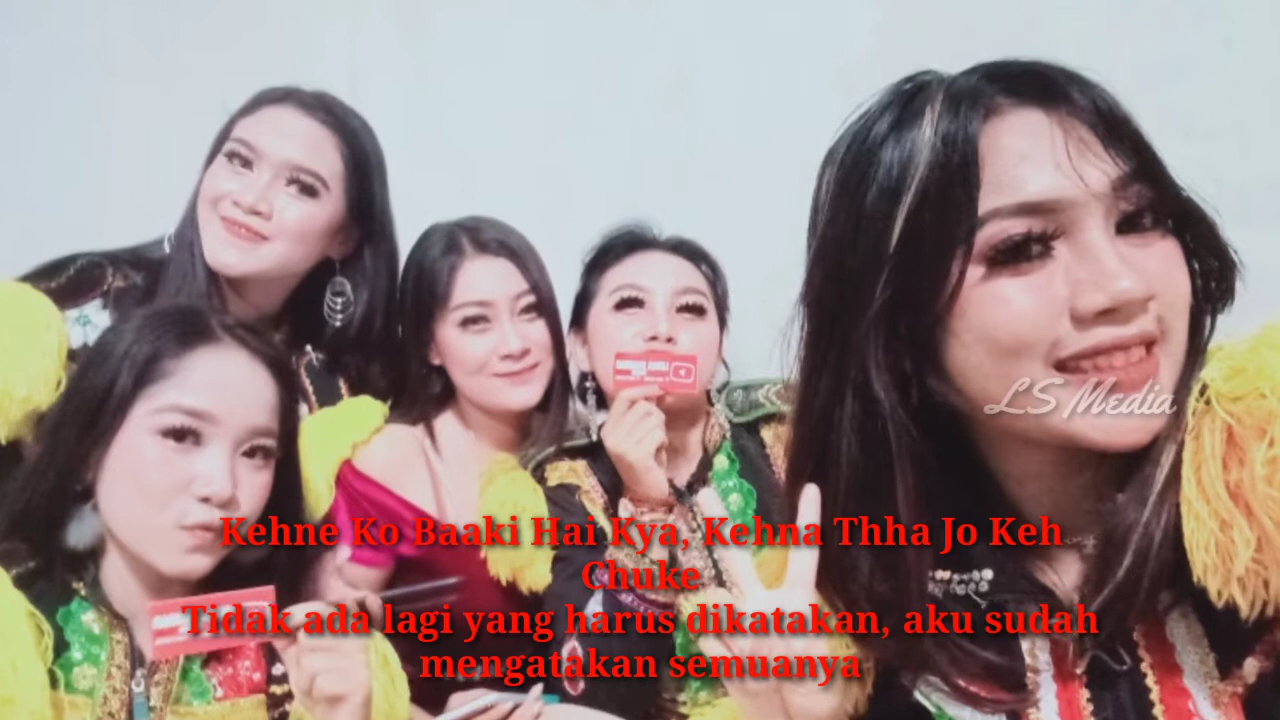 LS Media
Kehne Ko Baaki Hai Kya, Kehna Thha Jo Keh
Chuke
Tidak ada lagi yang harus dikatakan, aku sudah
mengatakan semuanya